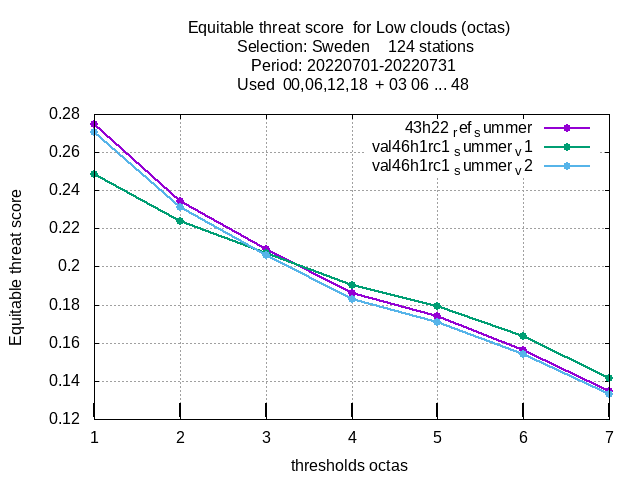 Equitable threat score  for Low clouds (octas)
Selection: Sweden    124 stations
Period: 20220701-20220731
Used  00,06,12,18  + 03 06 ... 48
0.28
43h22 ref summer
0.26
val46h1rc1 summer v1
val46h1rc1 summer v2
0.24
0.22
0.2
0.18
0.16
0.14
0.12
Equitable threat score
1 2 3 4 5 6 7
thresholds octas